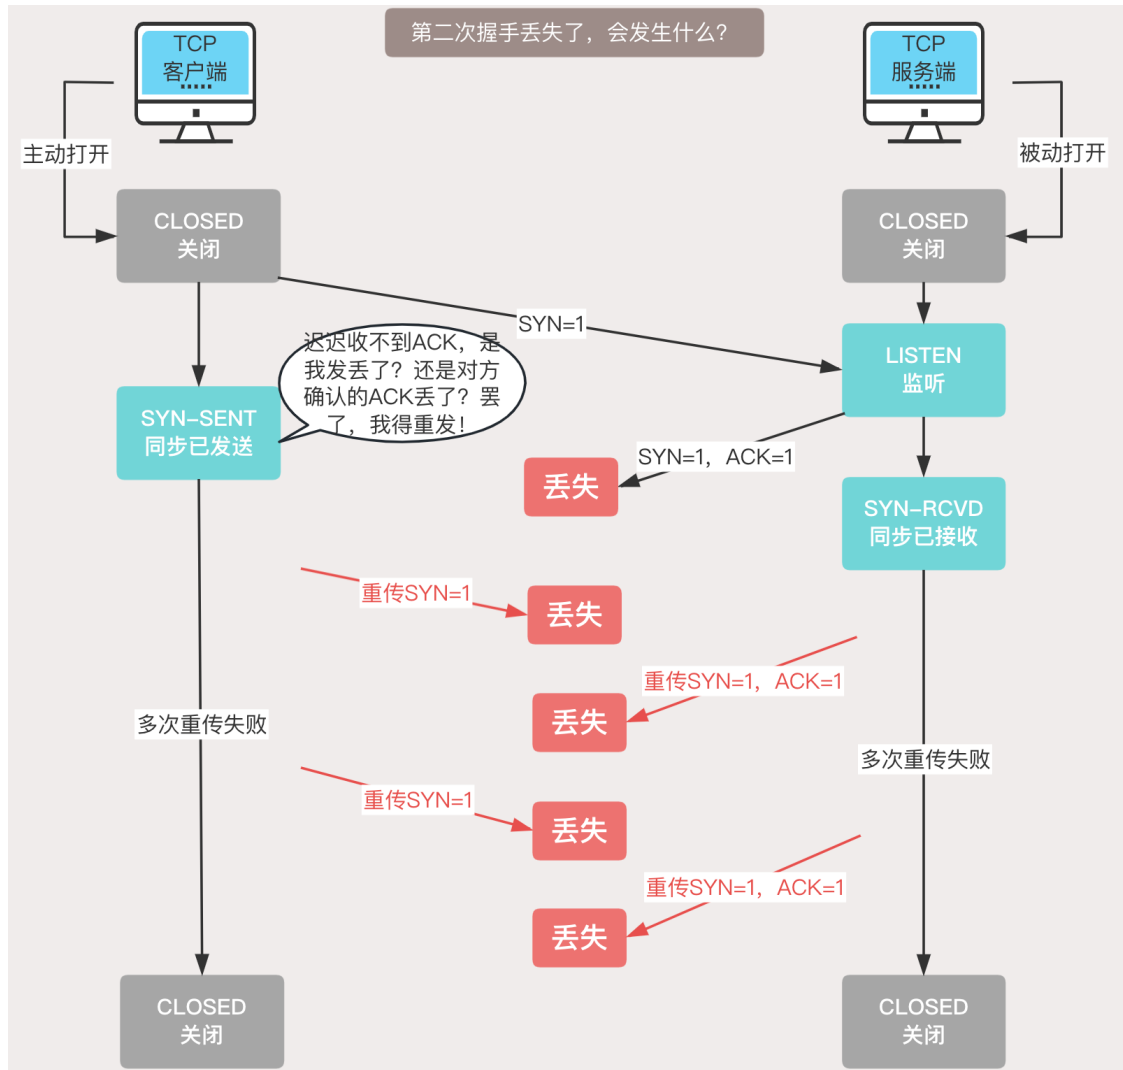 第二次握手丢失了，会发生什么？
TCP
客户端
TCP
服务端
主动打开
被动打开
CLOSED
关闭
CLOSED
关闭
SYN=1
迟迟收不到ACK，是
我发丢了？还是对方
确认的ACK丢了？罢
了，我得重发！
LISTEN
监听
SYN-SENT
同步已发送
SYN=1，ACK=1
丢失
SYN-RCVD
同步已接收
重传SYN=1
丢失
重传SYN=1，ACK=1
丢失
多次重传失败
多次重传失败
重传SYN=1
丢失
重传SYN=1，ACK=1
丢失
CLOSED
关闭
CLOSED
关闭